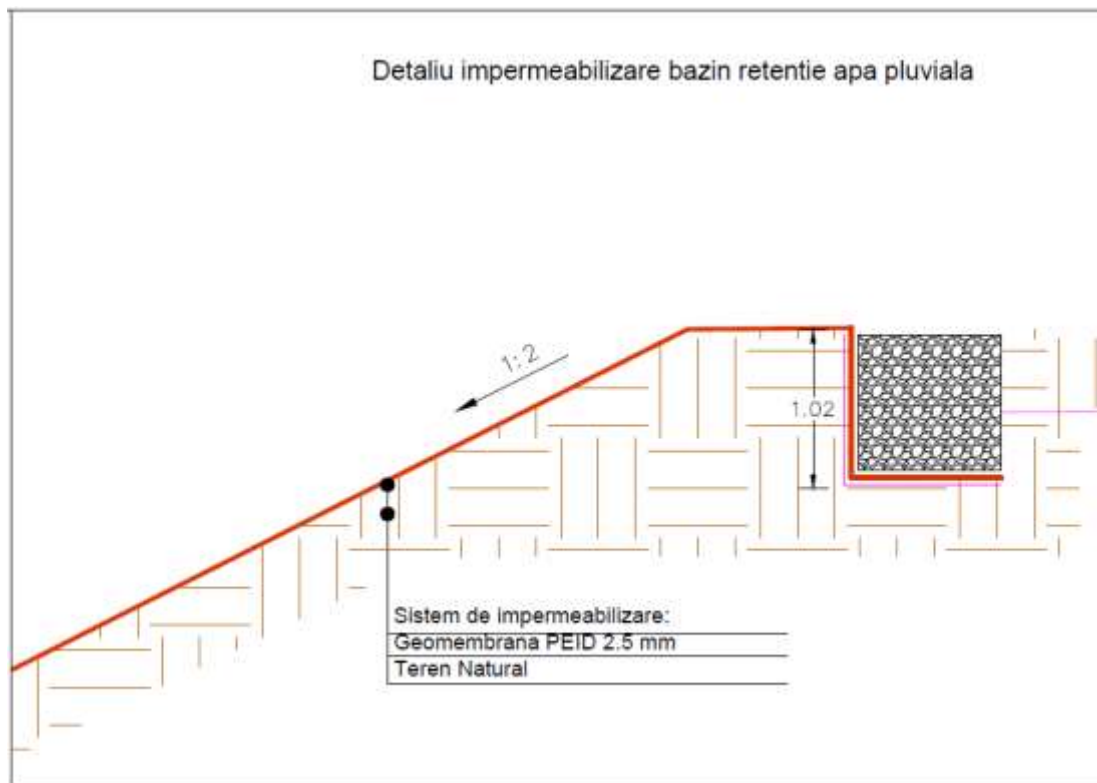 Detaliu impermeabilizare bazin retentie apa pluviala
1:2
1.02
Sistem de impermeabilizare:
Geomembrana PEID 2.5 mm
Teren Natural